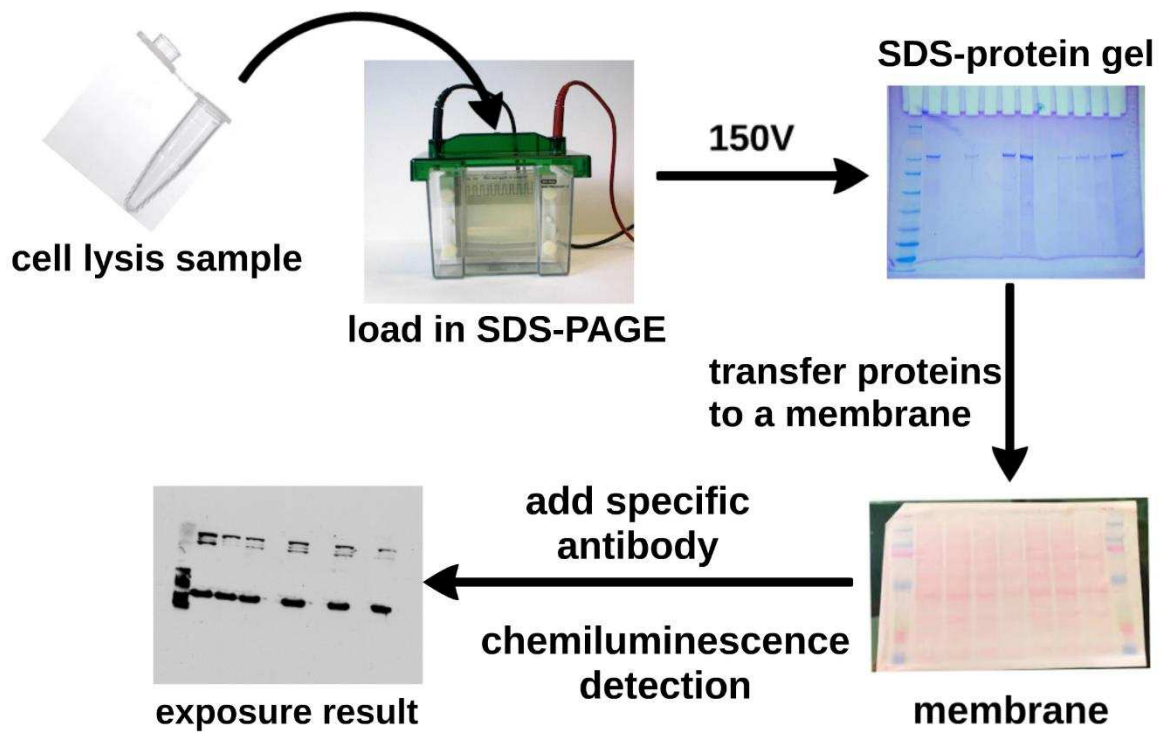 SDS-protein gel
150V
cell lysis sample
load in SDS-PAGE
transfer proteins
to a membrane
add specific
antibody
chemiluminescence
detection
exposure result
membrane